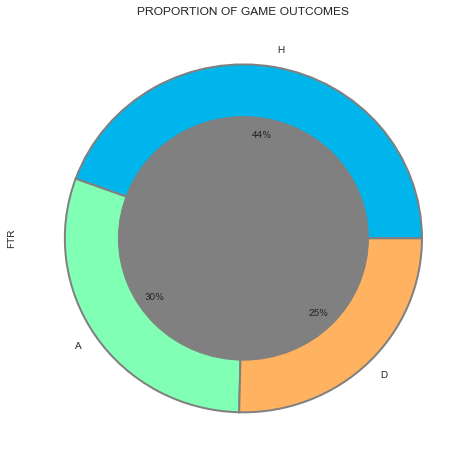 PROPORTION OF GAME OUTCOMES
H
44%
FTR
30%
25%
A
D